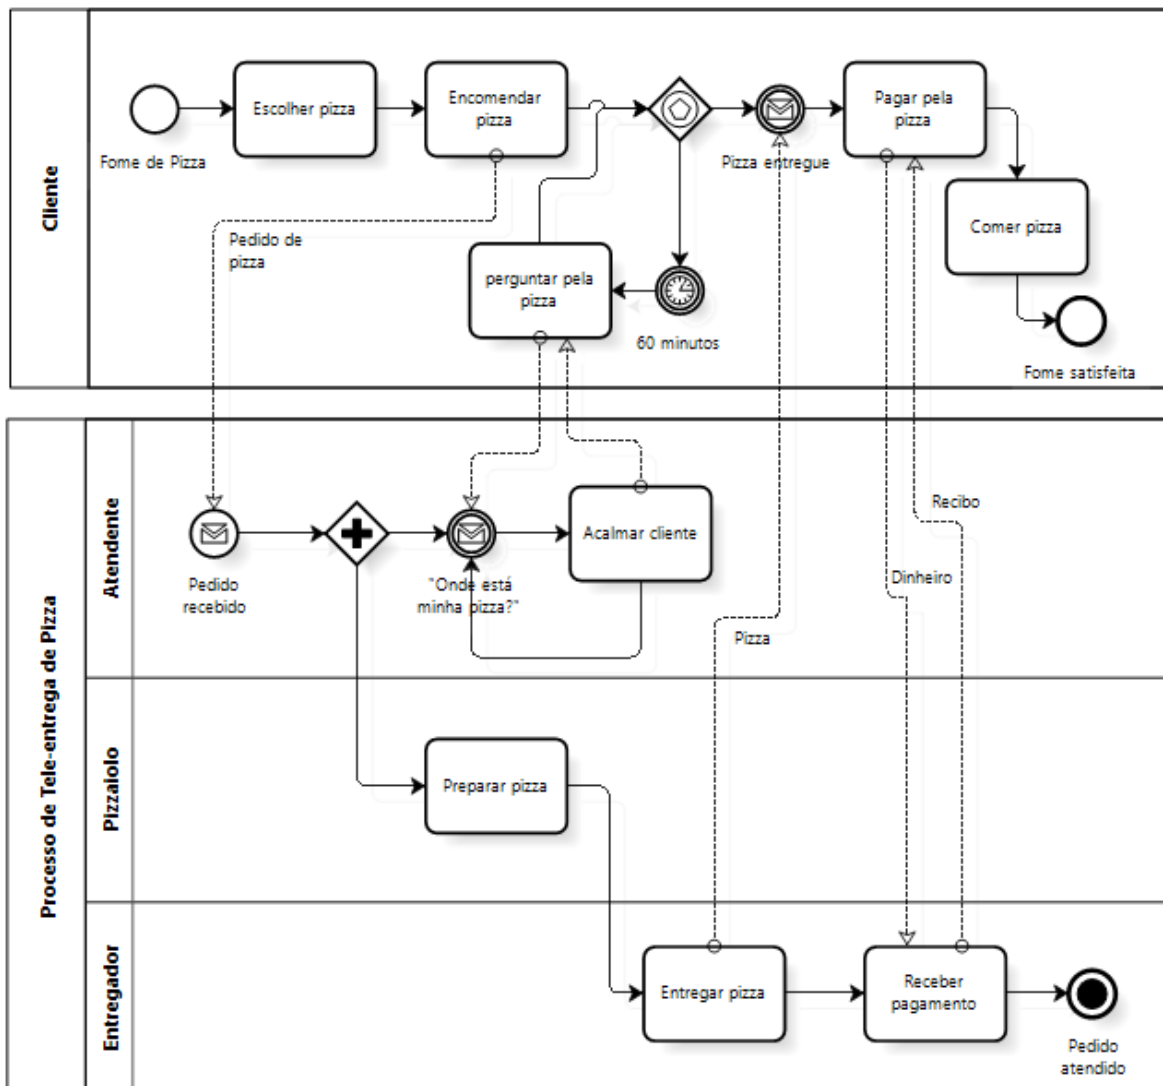 Cliente
Fome de Pizza
Escolher pizza
Encomendar
pizza
Pizza entregue
Pagar pela
pizza
Comer pizza
Fome satisfeita
Pedido de
pizza
perguntar pela
pizza
60 minutos
Processo de Tele-entrega de Pizza
Atendente
Pedido
recebido
"Onde está
minha pizza?"
Acalmar cliente
Pizza
Dinheiro
Recibo
Pizzaiolo
Preparar pizza
Entregador
Entregar pizza
Receber
pagamento
Pedido
atendido